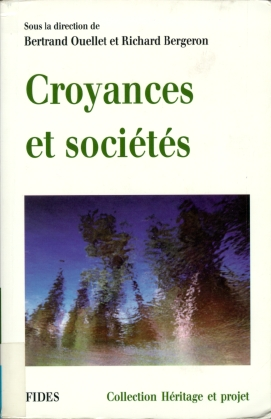 Sous la direction de
Bertrand Ouellet et Richard Bergeron
Croyances
et sociétés
FIDES Collection Héritage et projet